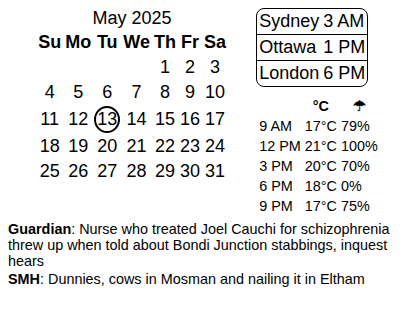 May 2025
Su Mo Tu We Th Fr Sa
1 2 3
4 5 6 7 8 9 10
11 12 13 14 15 16 17
18 19 20 21 22 23 24
25 26 27 28 29 30 31
Sydney 3 AM
Ottawa 1 PM
London 6 PM
°C ☂
9 AM 17°C 79%
12 PM 21°C 100%
3 PM 20°C 70%
6 PM 18°C 0%
9 PM 17°C 75%
Guardian: Nurse who treated Joel Cauchi for schizophrenia
threw up when told about Bondi Junction stabbings, inquest
hears
SMH: Dunnies, cows in Mosman and nailing it in Eltham